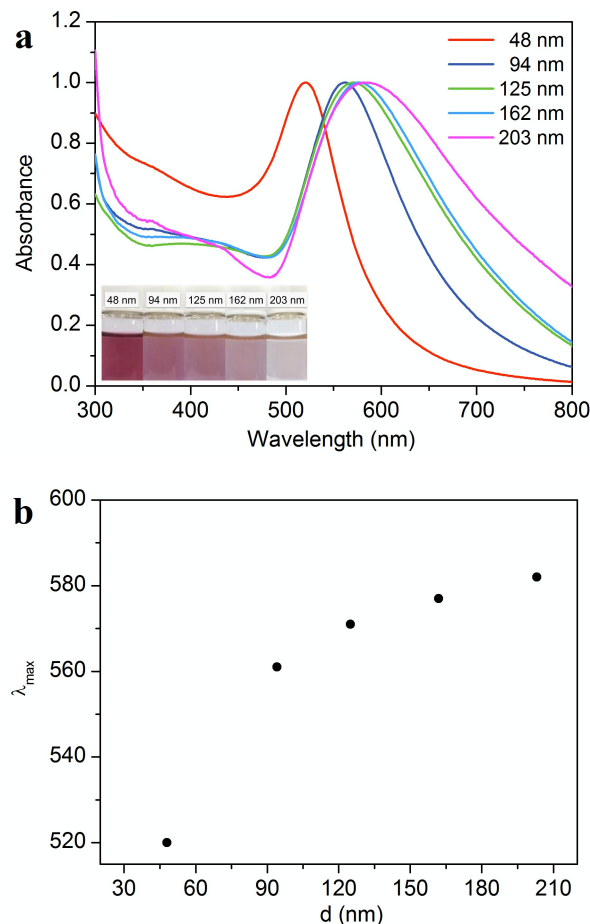 a
48 nm
94 nm
125 nm
162 nm
203 nm
1.2
1.0
0.8
0.6
0.4
0.2
0.0
Absorbance
48 nm 94 nm 125 nm 162 nm 203 nm
300 400 500 600 700 800
Wavelength (nm)
b
600
580
560
540
520
λmax
30 60 90 120 150 180 210
d (nm)